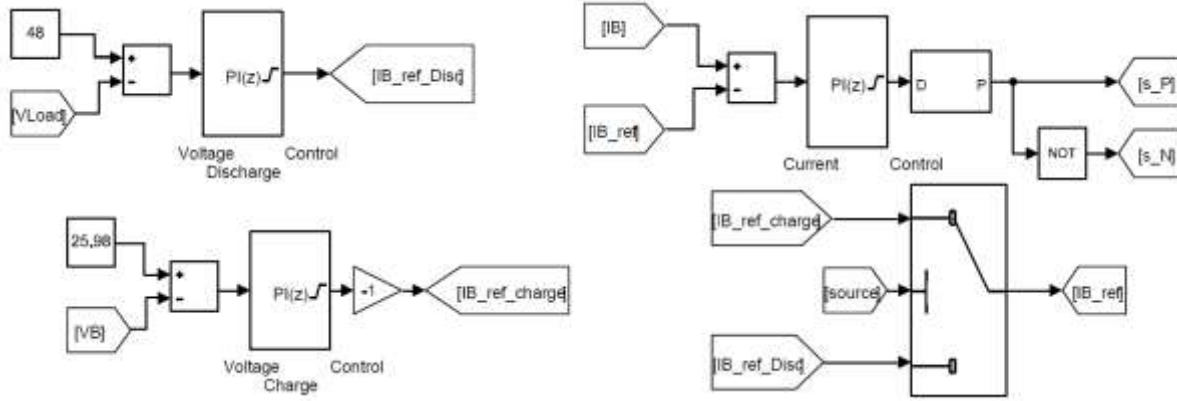 48
+
-
[VLoad]
PI(z)
[IB_ref_Disc]
Voltage Control
Discharge
25,98
+
-
[VB]
PI(z)
-1
[IB_ref_charge]
Voltage Control
Charge
[IB]
+
-
[IB_ref]
PI(z)
D P
[s_P]
NOT
[s_N]
Current Control
[IB_ref_charge]
[source]
[IB_ref]
[IB_ref_Disc]